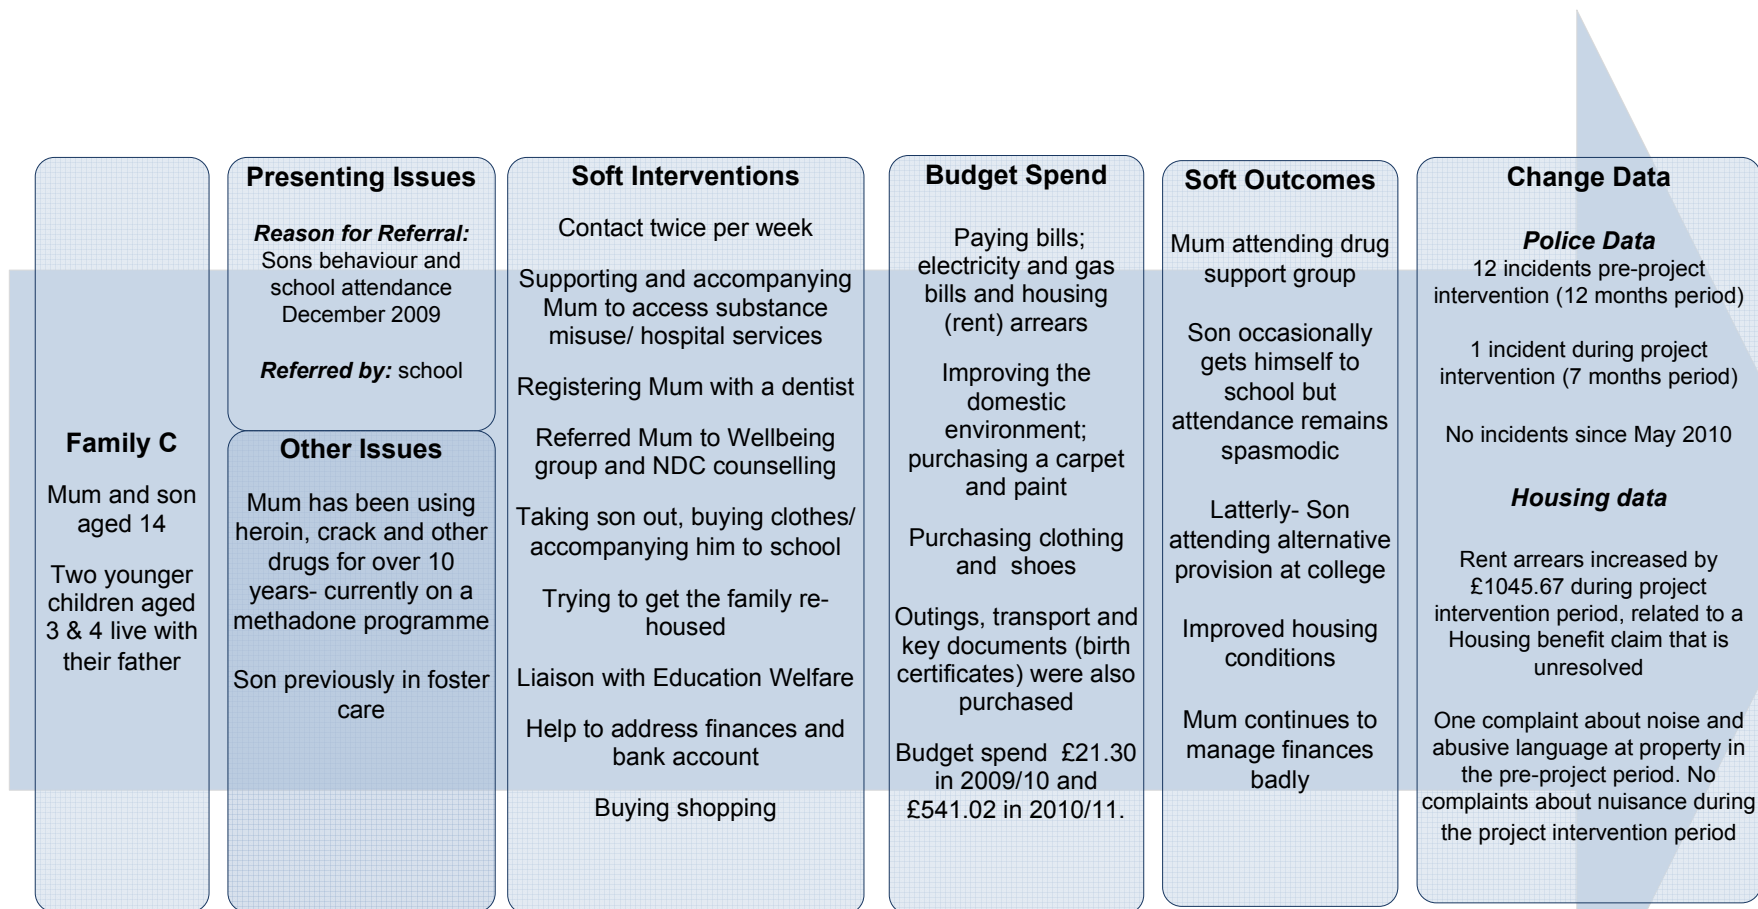 Family C
Mum and son
aged 14
Two younger
children aged
3 & 4 live with
their father
Presenting Issues
Reason for Referral:
Sons behaviour and
school attendance
December 2009
Referred by: school
Other Issues
Mum has been using
heroin, crack and other
drugs for over 10
years- currently on a
methadone programme
Son previously in foster
care
Soft Interventions
Contact twice per week
Supporting and accompanying
Mum to access substance
misuse/ hospital services
Registering Mum with a dentist
Referred Mum to Wellbeing
group and NDC counselling
Taking son out, buying clothes/
accompanying him to school
Trying to get the family re-
housed
Liaison with Education Welfare
Help to address finances and
bank account
Buying shopping
Budget Spend
Paying bills;
electricity and gas
bills and housing
(rent) arrears
Improving the
domestic
environment;
purchasing a carpet
and paint
Purchasing clothing
and shoes
Outings, transport and
key documents (birth
certificates) were also
purchased
Budget spend £21.30
in 2009/10 and
£541.02 in 2010/11.
Soft Outcomes
Mum attending drug
support group
Son occasionally
gets himself to
school but
attendance remains
spasmodic
Latterly- Son
attending alternative
provision at college
Improved housing
conditions
Mum continues to
manage finances
badly
Change Data
Police Data
12 incidents pre-project
intervention (12 months period)
1 incident during project
intervention (7 months period)
No incidents since May 2010
Housing data
Rent arrears increased by
£1045.67 during project
intervention period, related to a
Housing benefit claim that is
unresolved
One complaint about noise and
abusive language at property in
the pre-project period. No
complaints about nuisance during
the project intervention period